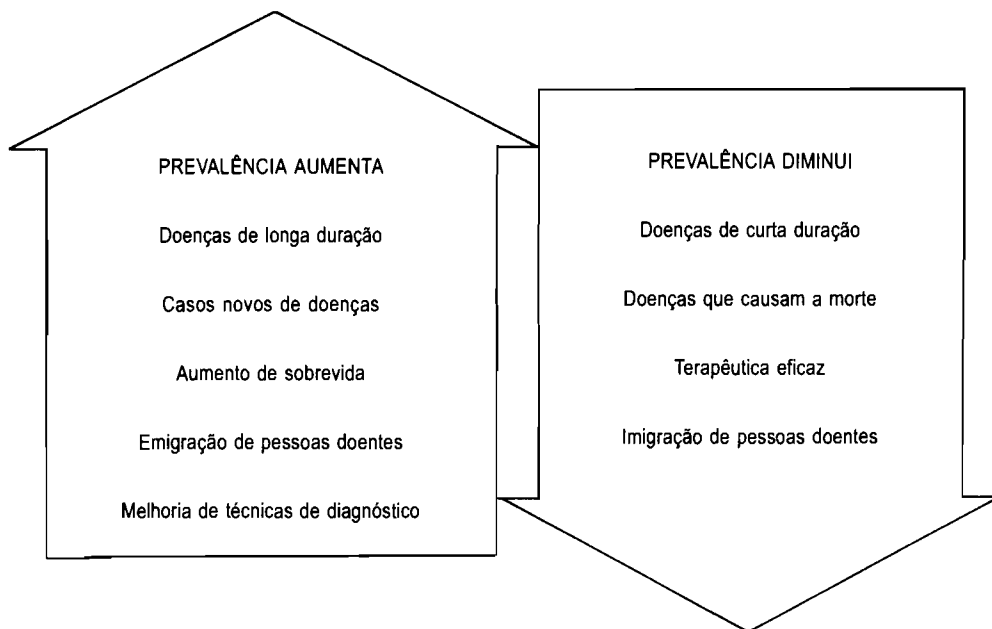 PREVALÊNCIA AUMENTA
Doenças de longa duração
Casos novos de doenças
Aumento de sobrevida
Emigração de pessoas doentes
Melhoria de técnicas de diagnóstico
PREVALÊNCIA DIMINUI
Doenças de curta duração
Doenças que causam a morte
Terapêutica eficaz
Imigração de pessoas doentes